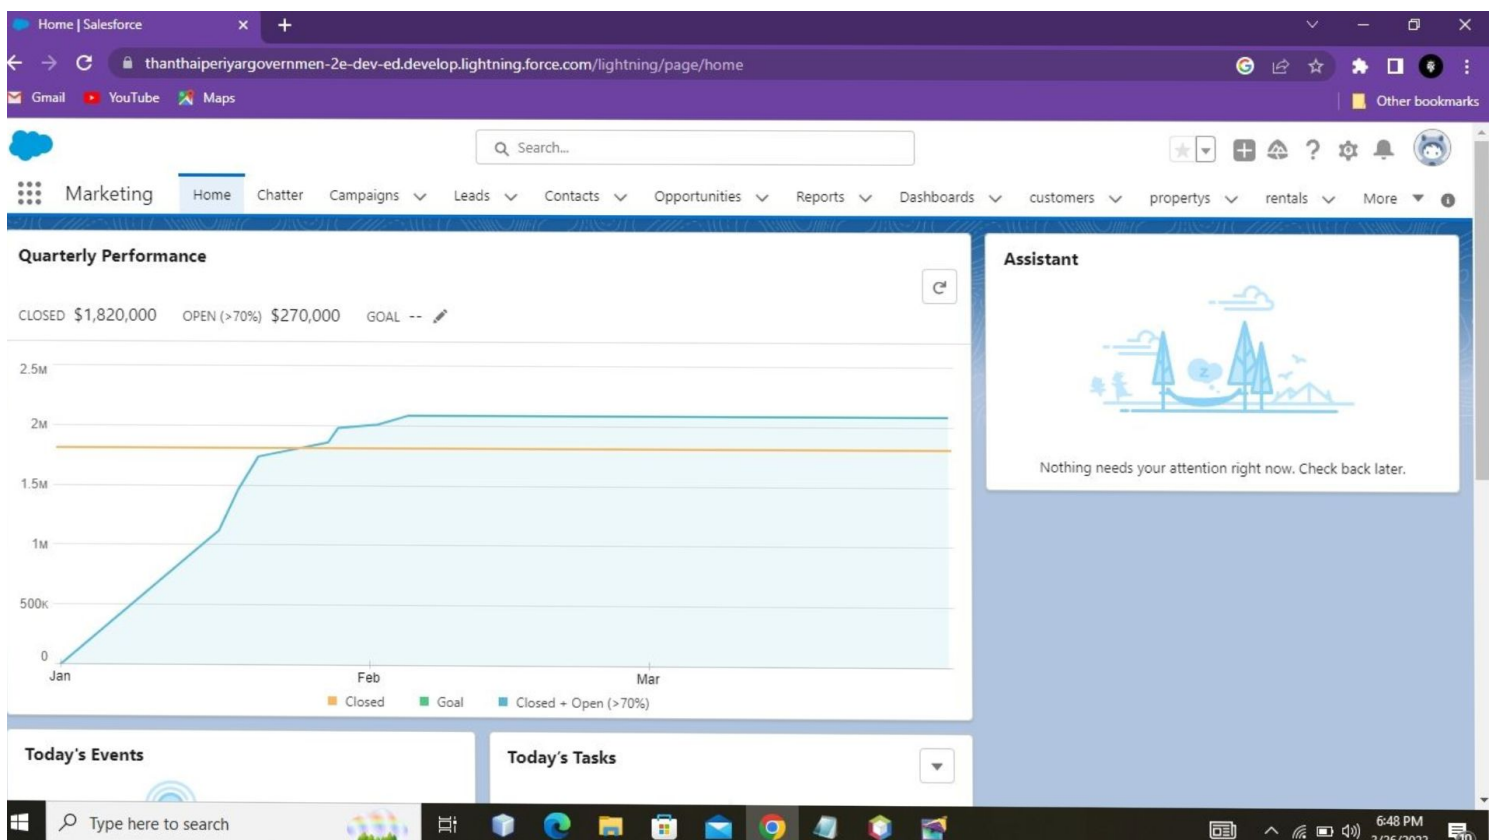 Home | Salesforce
thanthaiperiyargovernmen-2e-dev-ed.develop.lightning.force.com/lightning/page/home
Gmail YouTube Maps Other bookmarks
Search...
Marketing Home Chatter Campaigns Leads Contacts Opportunities Reports Dashboards customers propertys rentals More
Quarterly Performance
CLOSED $1,820,000 OPEN (>70%) $270,000 GOAL --
2.5M
2M
1.5M
1M
500K
0
Jan Feb Mar
Closed Goal Closed + Open (>70%)
Assistant
z
Nothing needs your attention right now. Check back later.
Today's Events
Today's Tasks
Type here to search
6:48 PM